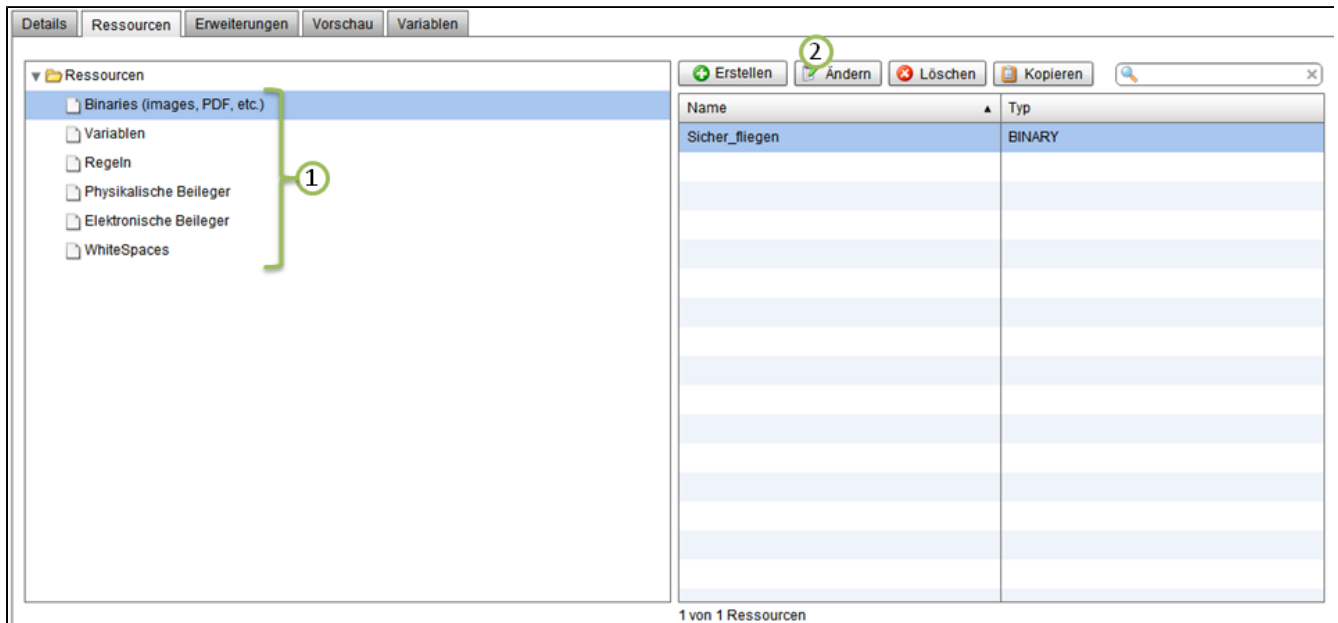 Details Ressourcen Erweiterungen Vorschau Variablen
2
Ressourcen
Erstellen Ändern Löschen Kopieren
Binaries (images, PDF, etc.)
Name Typ
Variablen
Sicher_fliegen BINARY
Regeln
1
Physikalische Beileger
Elektronische Beileger
WhiteSpaces
1 von 1 Ressourcen